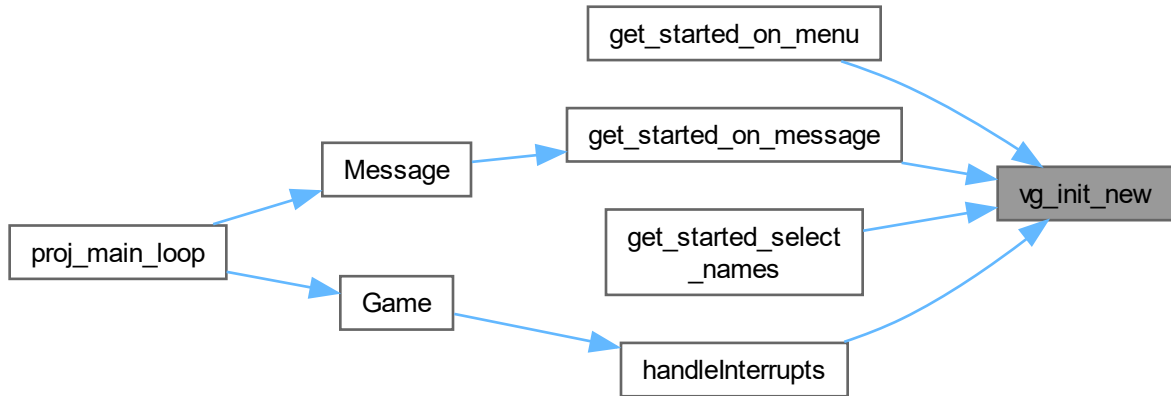 get_started_on_menu
get_started_on_message
Message
vg_init_new
proj_main_loop
get_started_select
_names
Game
handleInterrupts